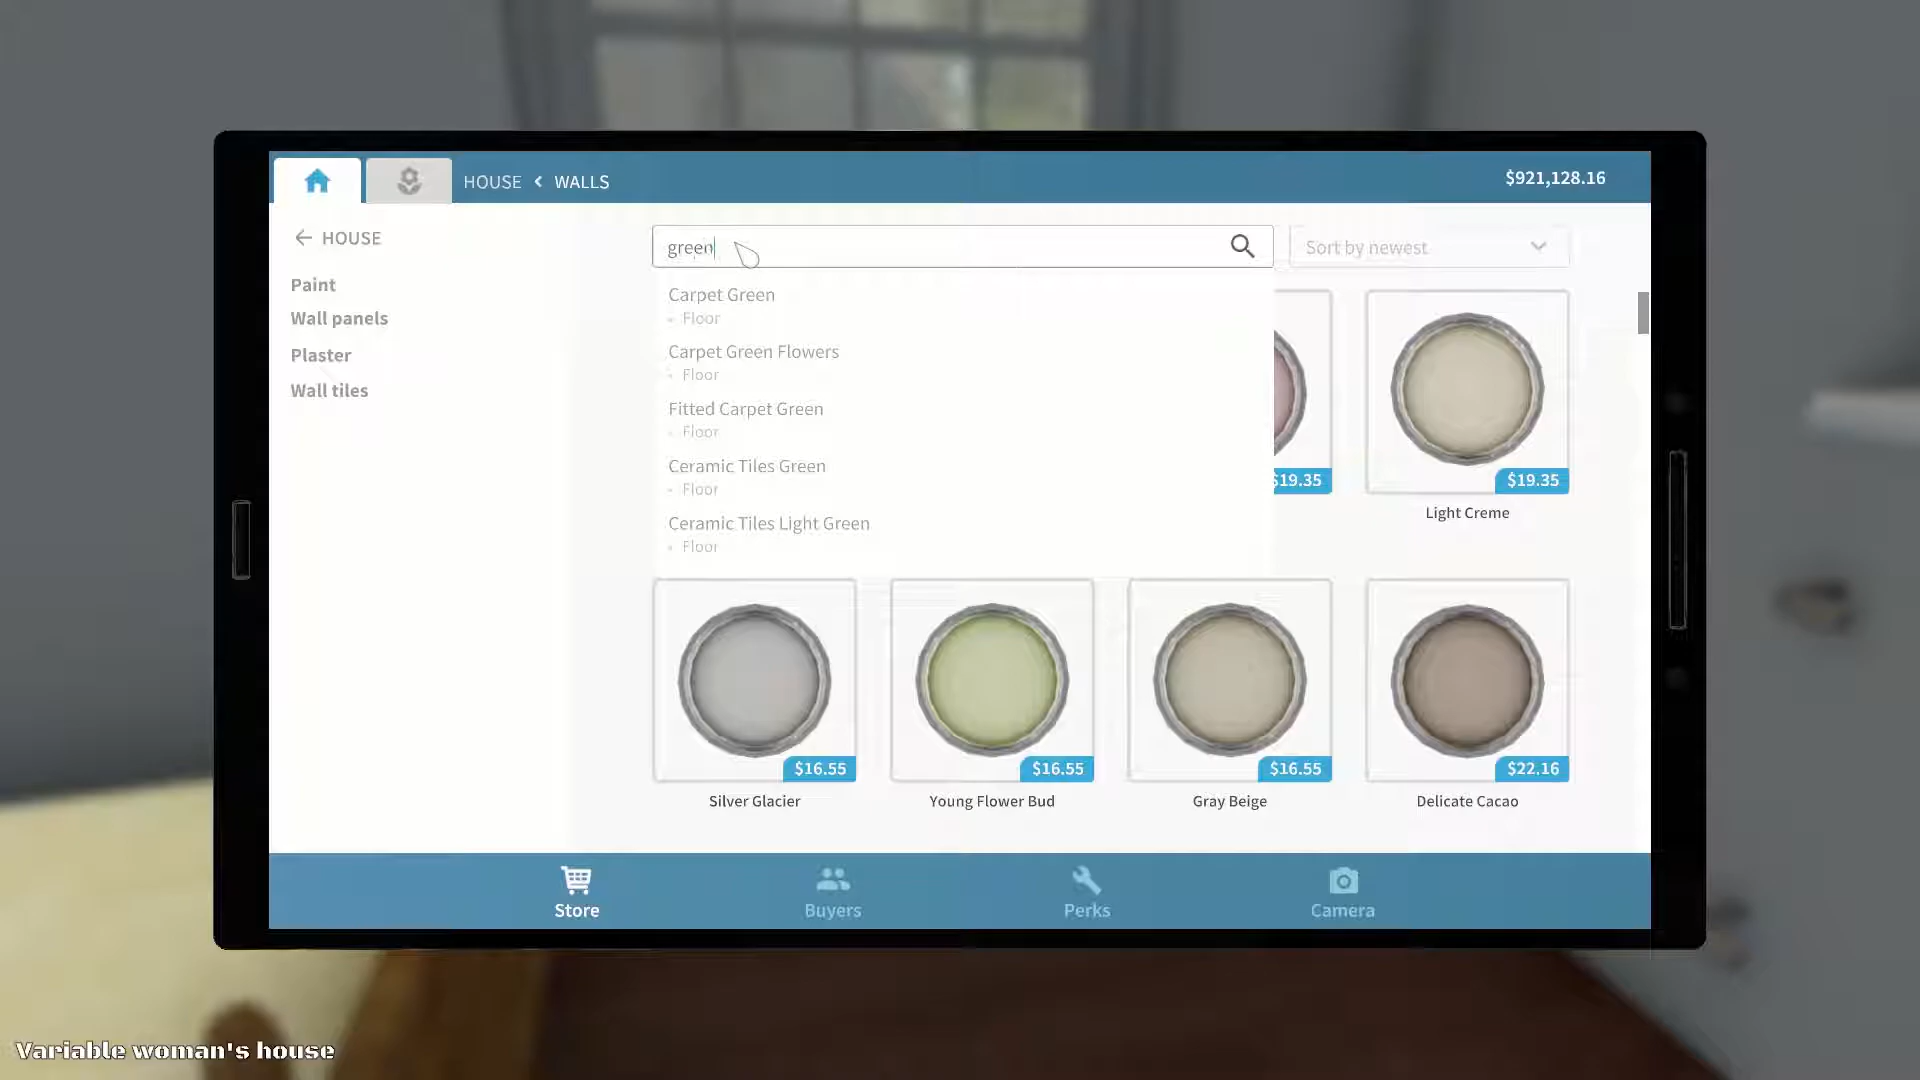 HOUSE < WALLS
$921,128.16
HOUSE
green
Sort by newest
Paint
Wall panels
Plaster
Wall tiles
Carpet Green
- Floor
Carpet Green Flowers
- Floor
Fitted Carpet Green
- Floor
Ceramic Tiles Green
- Floor
Ceramic Tiles Light Green
- Floor
$19.35
$19.35
Light Creme
$16.55
$16.55
$16.55
$22.16
Silver Glacier
Young Flower Bud
Gray Beige
Delicate Cacao
Store
Buyers
Perks
Camera
Variable woman's house